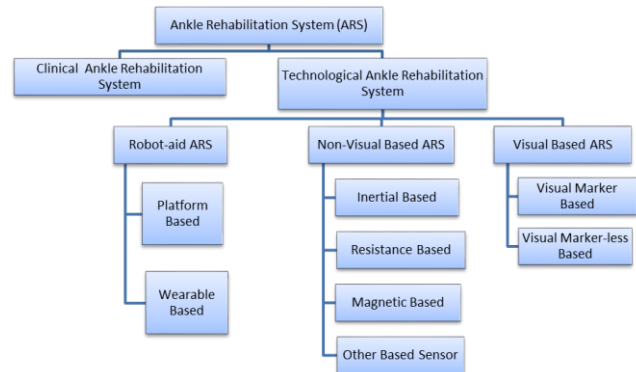 Ankle Rehabilitation System (ARS)
Clinical Ankle Rehabilitation
System
Technological Ankle Rehabilitation
System
Robot-aid ARS
Non-Visual Based ARS
Visual Based ARS
Platform
Based
Wearable
Based
Inertial Based
Resistance Based
Magnetic Based
Other Based Sensor
Visual Marker
Based
Visual Marker-less
Based